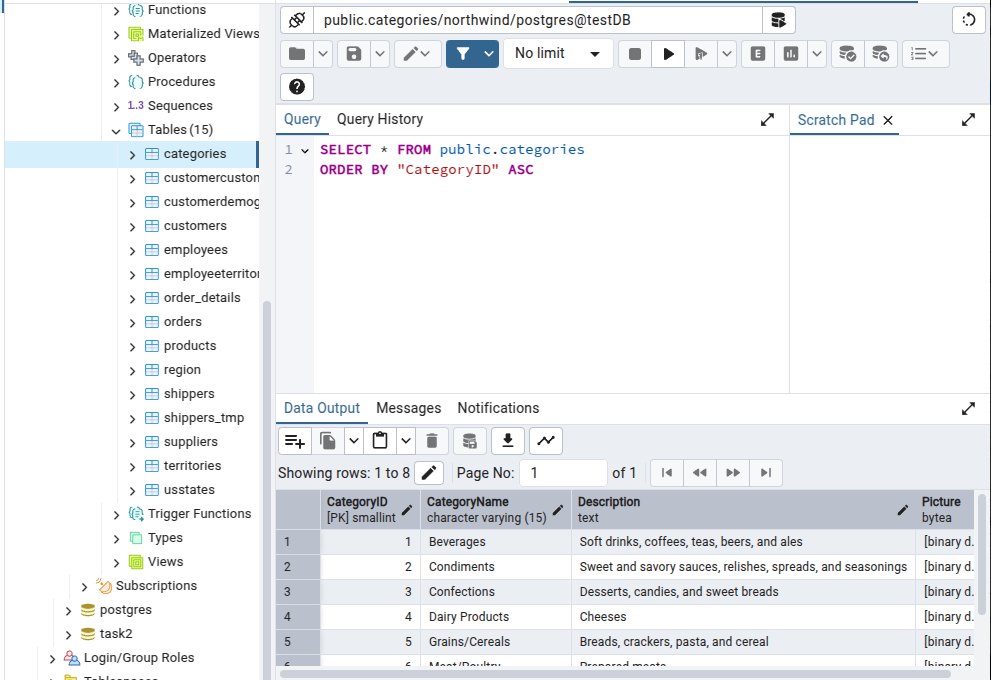 Functions
Materialized Views
Operators
Procedures
1.3 Sequences
Tables (15)
categories
customercustom
customerdemog
customers
employees
employeeterrito
order_details
orders
products
region
shippers
shippers_tmp
suppliers
territories
usstates
Trigger Functions
Types
Views
Subscriptions
postgres
task2
Login/Group Roles
Tablespaces
public.categories/northwind/postgres@testDB
No limit
E
Query Query History
Scratch Pad
1 SELECT * FROM public.categories
2 ORDER BY "CategoryID" ASC
Data Output Messages Notifications
Showing rows: 1 to 8 Page No: 1 of 1
CategoryID CategoryName Description Picture
[PK] smallint character varying (15) text bytea
1 1 Beverages Soft drinks, coffees, teas, beers, and ales [binary d.
2 2 Condiments Sweet and savory sauces, relishes, spreads, and seasonings [binary d.
3 3 Confections Desserts, candies, and sweet breads [binary d.
4 4 Dairy Products Cheeses [binary d.
5 5 Grains/Cereals Breads, crackers, pasta, and cereal [binary d.
6 6 Meat/Poultry Prepared meats [binary d.